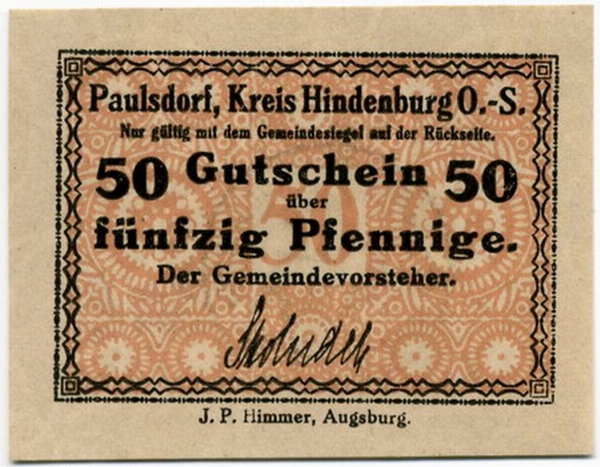 Paulsdorf, Kreis Hindenburg O.-S.
Nur gültig mit dem Gemeindesiegel auf der Rückseite.
50 Gutschein 50
über
fünfzig Pfennige.
Der Gemeindevorsteher.
J. P. Himmer, Augsburg.